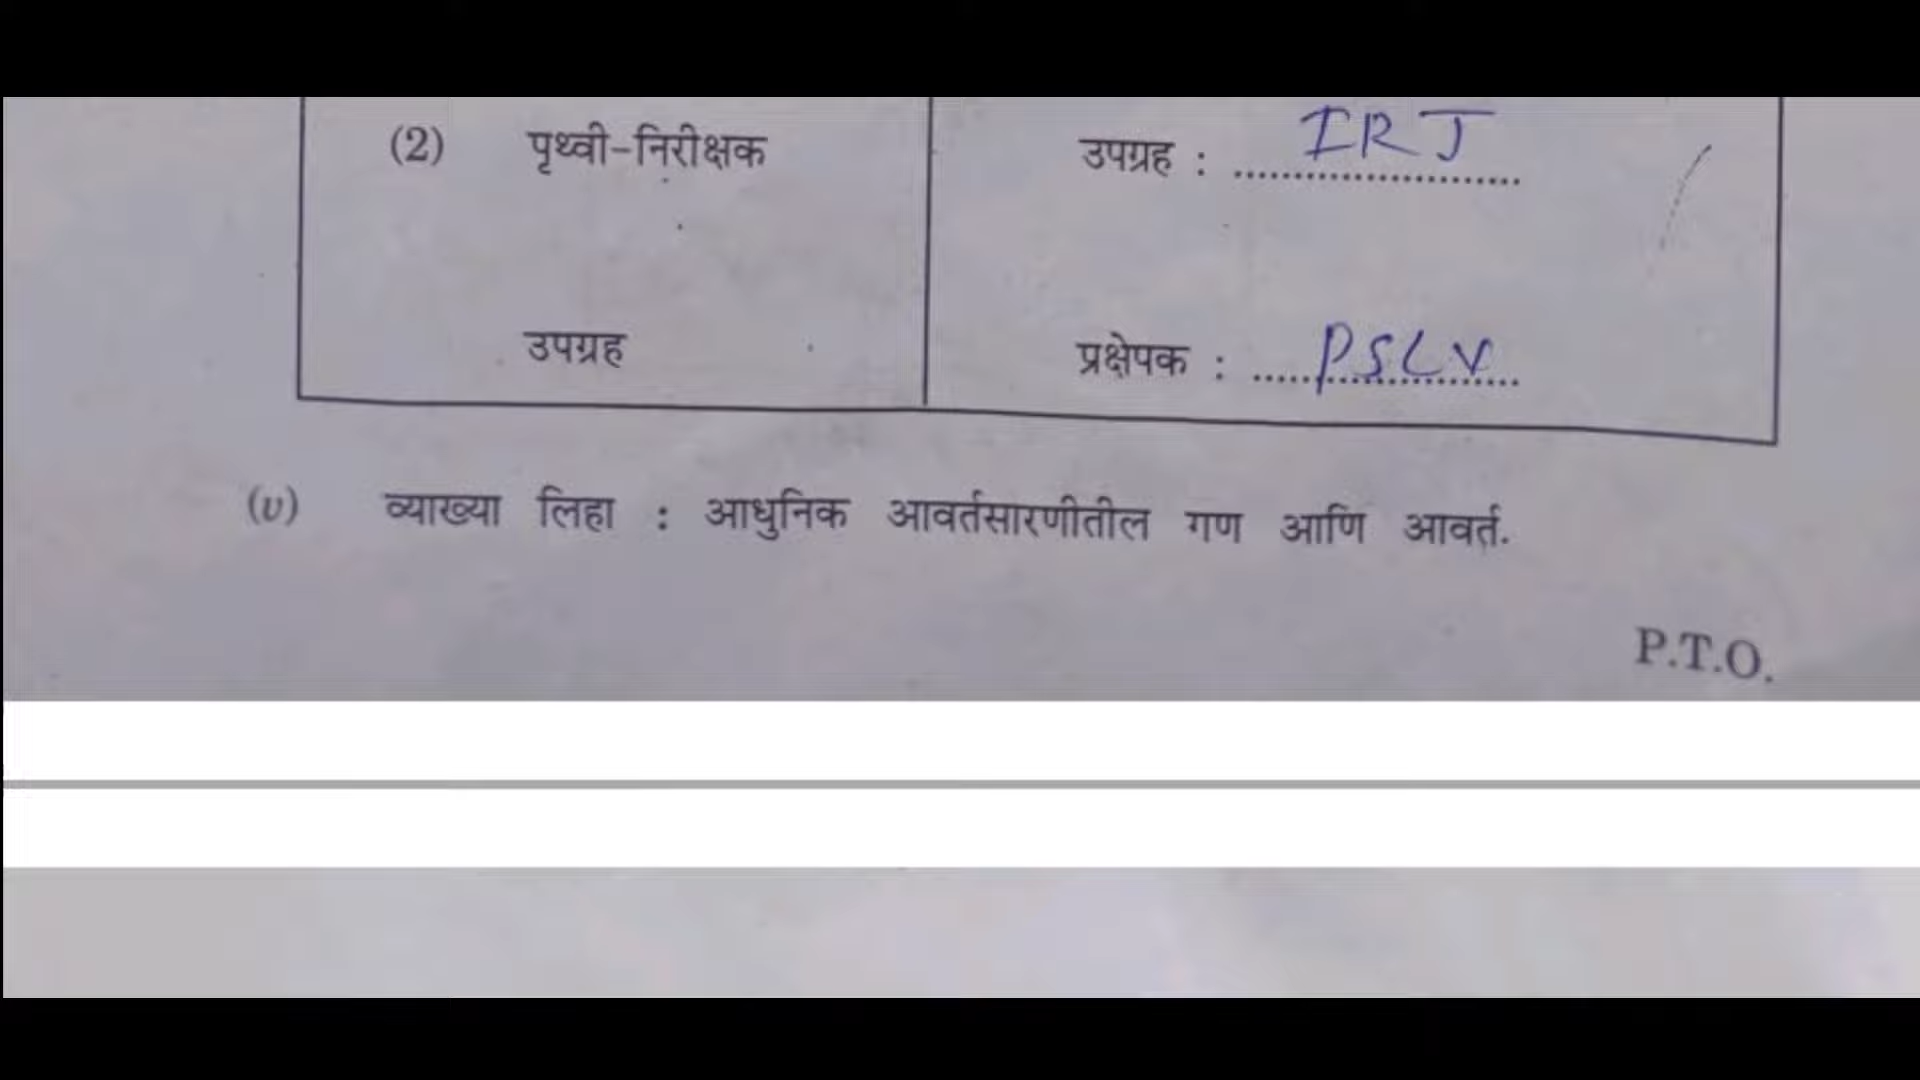 (2) पृथ्वी-निरीक्षक उपग्रह : IRJ
उपग्रह प्रक्षेपक : PSLV
(v) व्याख्या लिहा : आधुनिक आवर्तसारणीतील गण आणि आवर्त.
P.T.O.